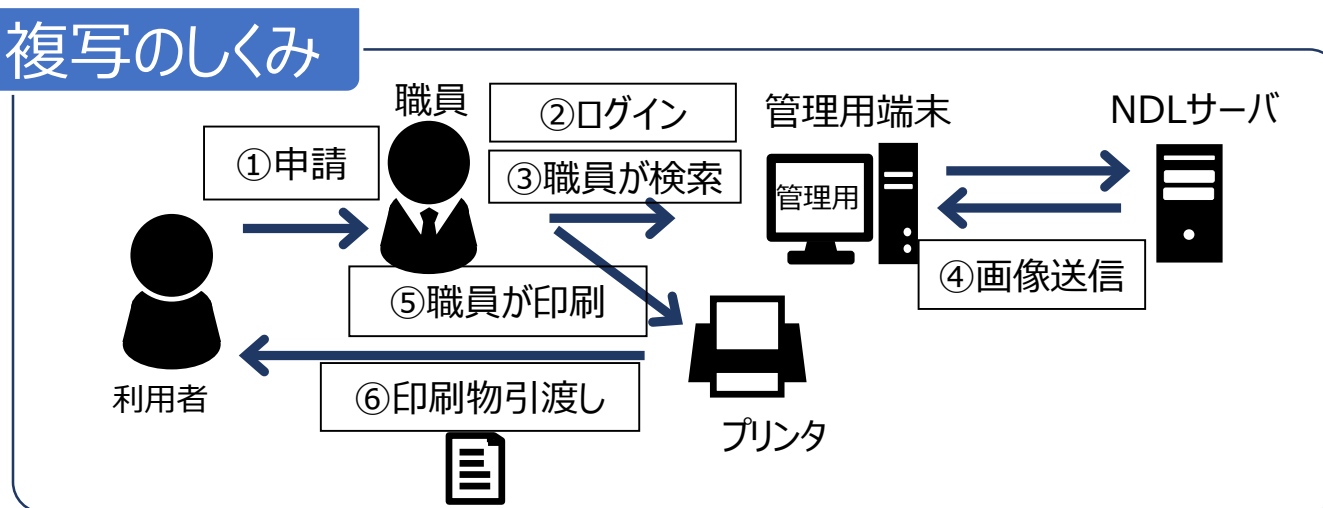 複写のしくみ
職員
②ログイン
管理用端末
NDLサーバ
①申請
③職員が検索
管理用
④画像送信
⑤職員が印刷
利用者
⑥印刷物引渡し
プリンタ